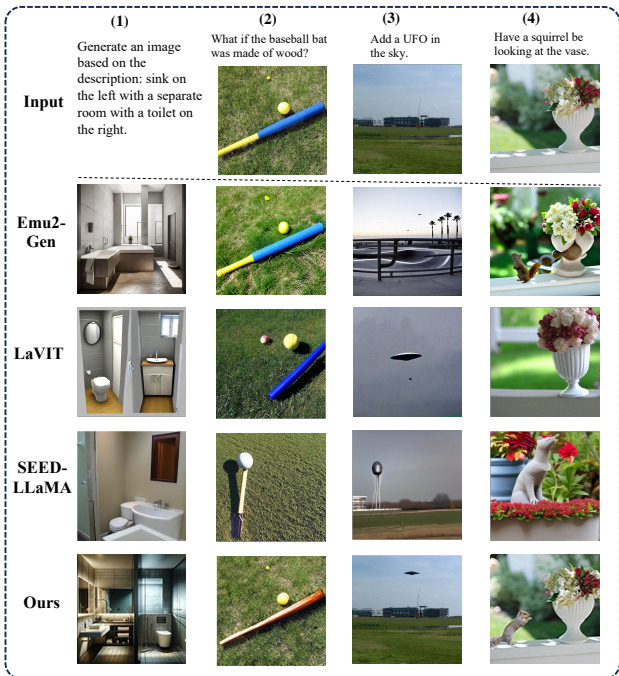 (1)
(2)
(3)
(4)
Input
Generate an image
based on the
description: sink on
the left with a separate
room with a toilet on
the right.
What if the baseball bat
was made of wood?
Add a UFO in
the sky.
Have a squirrel be
looking at the vase.
Emu2-
Gen
LaVIT
SEED-
LLaMA
Ours